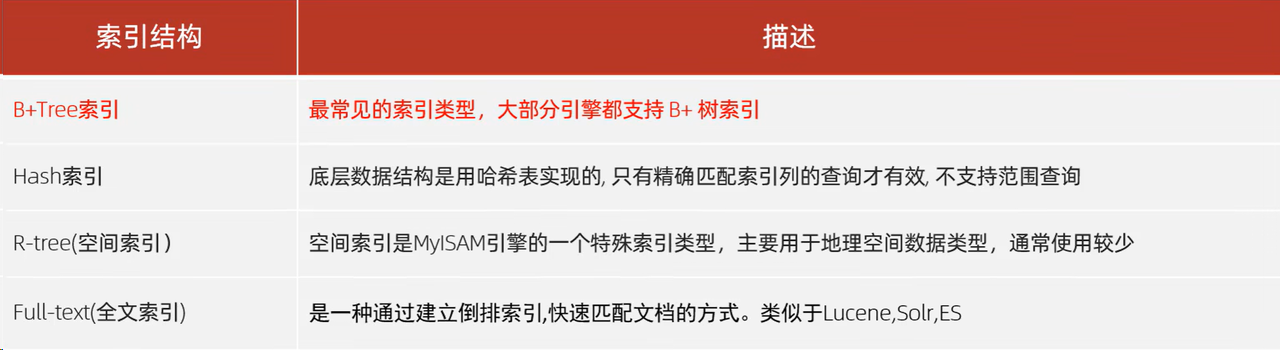 索引结构 描述
B+Tree索引 最常见的索引类型，大部分引擎都支持 B+ 树索引
Hash索引 底层数据结构是用哈希表实现的, 只有精确匹配索引列的查询才有效, 不支持范围查询
R-tree(空间索引） 空间索引是MyISAM引擎的一个特殊索引类型，主要用于地理空间数据类型，通常使用较少
Full-text(全文索引) 是一种通过建立倒排索引,快速匹配文档的方式。类似于Lucene,Solr,ES